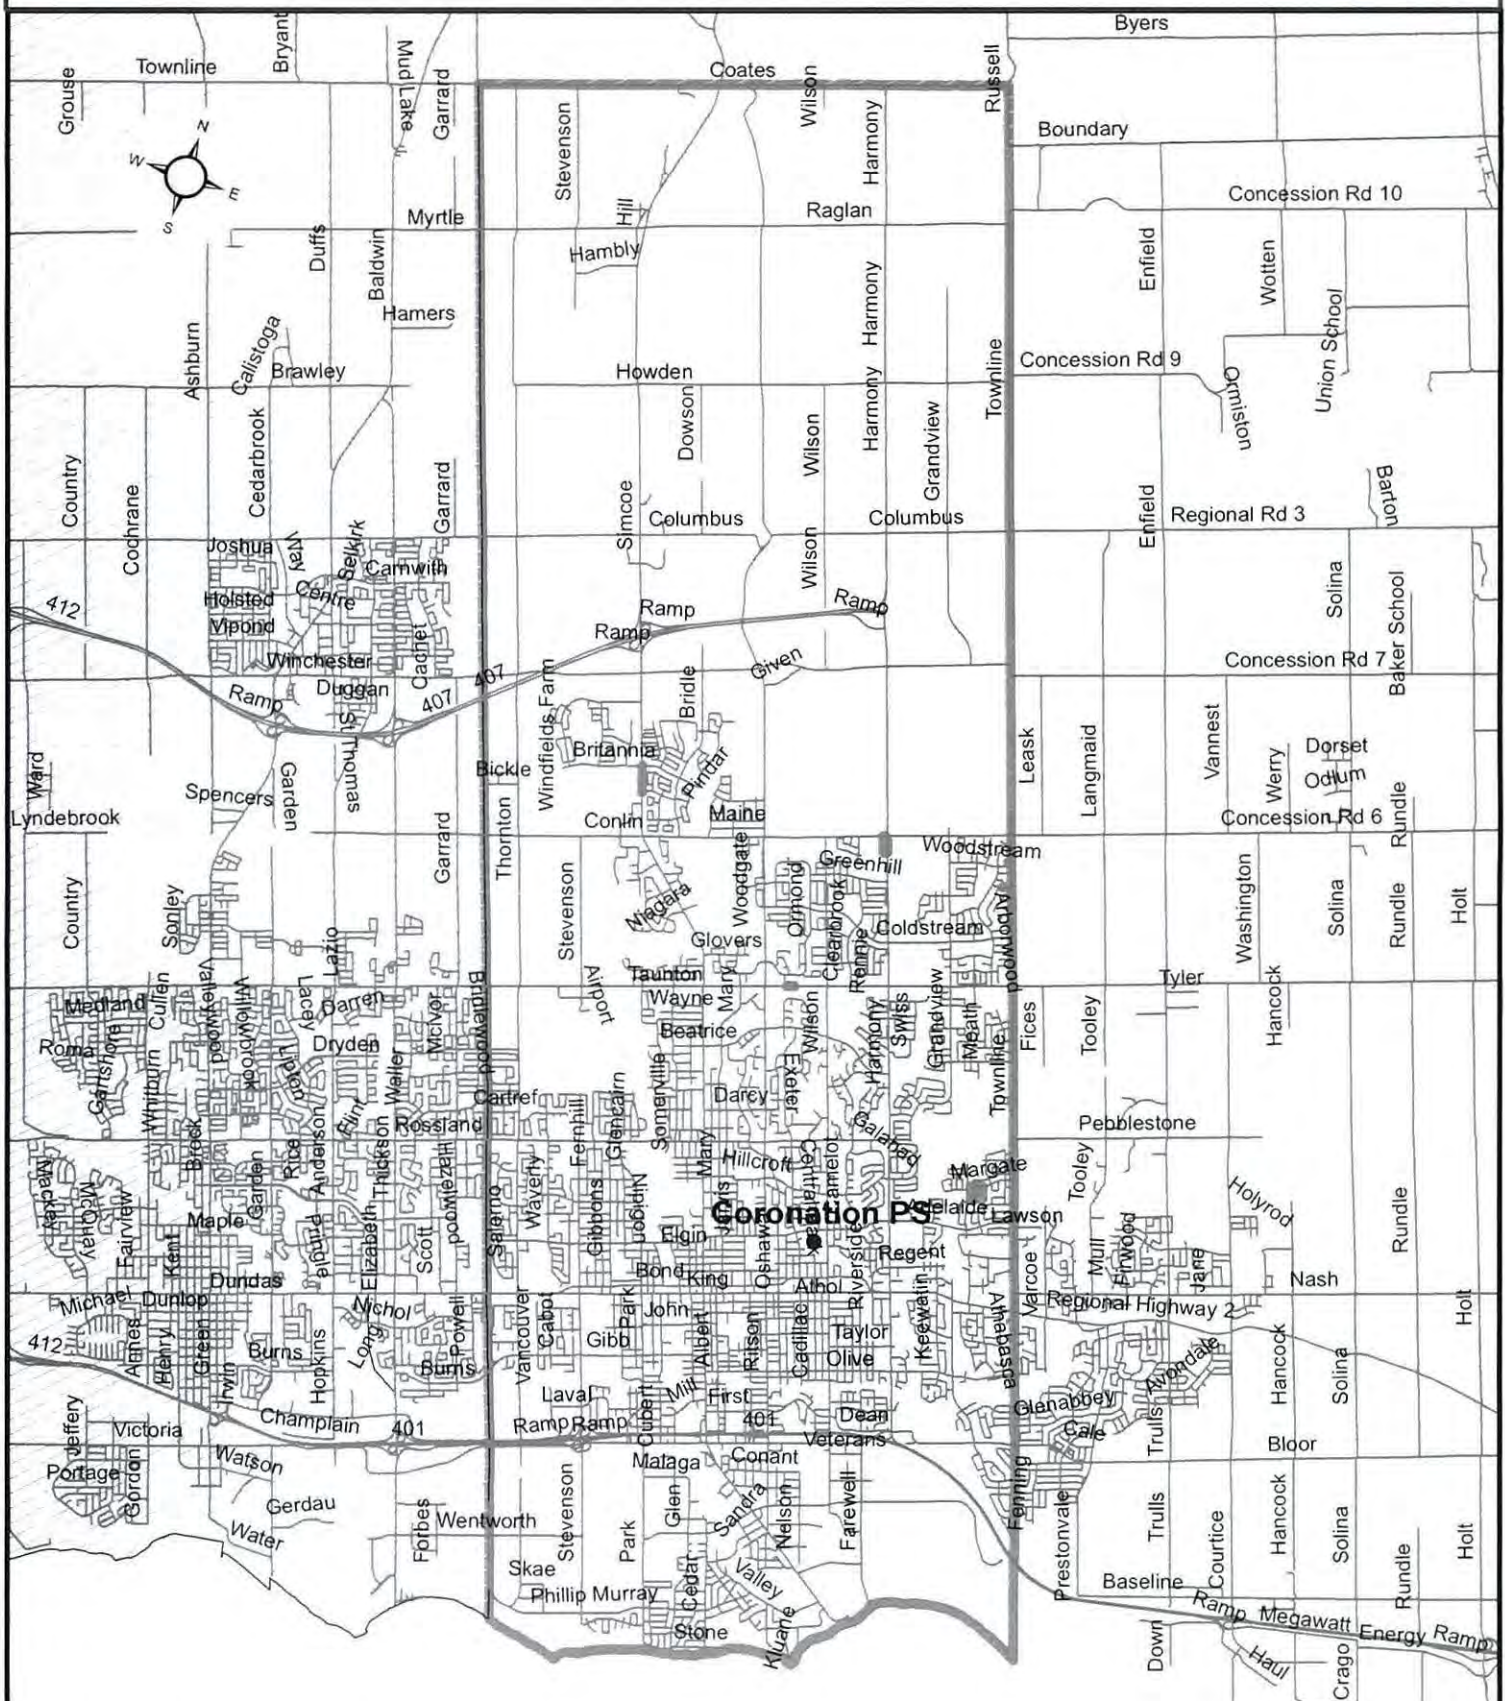 Byers
Bryant
Townline
Coates
Russell
Grouse
Mud Lake
Garrard
Wilson
Stevenson
Harmony
Boundary
N
W
E
S
Concession Rd 10
Myrtle
Hill
Raglan
Duffs
Baldwin
Hambly
Enfield
Wotten
Harmony
Hamers
Union School
Ashburn
Calistoga
Brawley
Howden
Townline
Concession Rd 9
Ormiston
Dowson
Wilson
Harmony
Grandview
Country
Cochrane
Cedarbrook
Garrard
Simcoe
Columbus
Columbus
Enfield
Regional Rd 3
Barton
Joshua
Way
Selkirk
Carnwith
Wilson
Solina
Baker School
412
Holsted
Centre
Vipond
Cachet
Ramp
Ramp
Ramp
Winchester
Given
Concession Rd 7
Ramp
Duggan
407
407
Windfields Farm
Bridle
St Thomas
Britannia
Pindar
Leask
Langmaid
Vannest
Werry
Dorset
Odlum
Ward
Bickle
Garden
Spencers
Lyndebrook
Conlin
Maine
Concession Rd 6
Rundle
Garrard
Thornton
Woodgate
Greenhill
Woodstream
Country
Sonley
Stevenson
Niagara
Ormond
Clearbrook
Coldstream
Arborwood
Washington
Solina
Rundle
Holt
Lazio
Glovers
Rennie
Taunton
Mary
Airport
Tyler
Medland
Cullen
Valleywood
Willowbrook
Lacey
Darren
McIvor
Bridlewood
Wayne
Beatrice
Wilson
Harmony
Swiss
Grandview
Meath
Townline
Fices
Tooley
Hancock
Roma
Gartshore
Whitburn
Lipton
Dryden
Waller
Exeter
Somerville
Darcy
Cartref
Glencairn
Fernhill
Flint
Rossland
Pebblestone
Galahad
Brock
Rice
Anderson
Thickson
Hazelwood
Mary
Hillcroft
Camelot
Margate
Tooley
Mackey
McQuay
Fairview
Garden
Waverly
Gibbons
Nipigon
Holyrod
Rundle
Coronation PS
Adelaide
Lawson
Maple
Pringle
Elizabeth
Scott
Salerno
Elgin
Oshawa
Riverside
Regent
Varcoe
Mull
Firwood
Jane
Kent
Dundas
Bond
King
Athol
Nash
Michael
Dunlop
Nichol
Powell
Vancouver
Cabot
Park
John
Keewatin
Athabasca
Regional Highway 2
Holt
412
Annes
Henry
Green
Burns
Hopkins
Long
Burns
Gibb
Albert
Ritson
Cadillac
Taylor
Olive
Avondale
Hancock
Solina
Irwin
Laval
Cubert
Mill
First
Glenabbey
Jeffery
Victoria
Champlain
401
Ramp
Ramp
401
Dean
Veterans
Cale
Trulls
Bloor
Portage
Gordon
Watson
Malaga
Conant
Fenning
Gerdau
Water
Forbes
Wentworth
Stevenson
Park
Glen
Sandra
Nelson
Farewell
Prestonvale
Trulls
Courtice
Hancock
Solina
Rundle
Holt
Skae
Phillip Murray
Cedar
Valley
Baseline
Stone
Kluane
Down
Ramp
Megawatt
Energy
Ramp
Haul
Crago